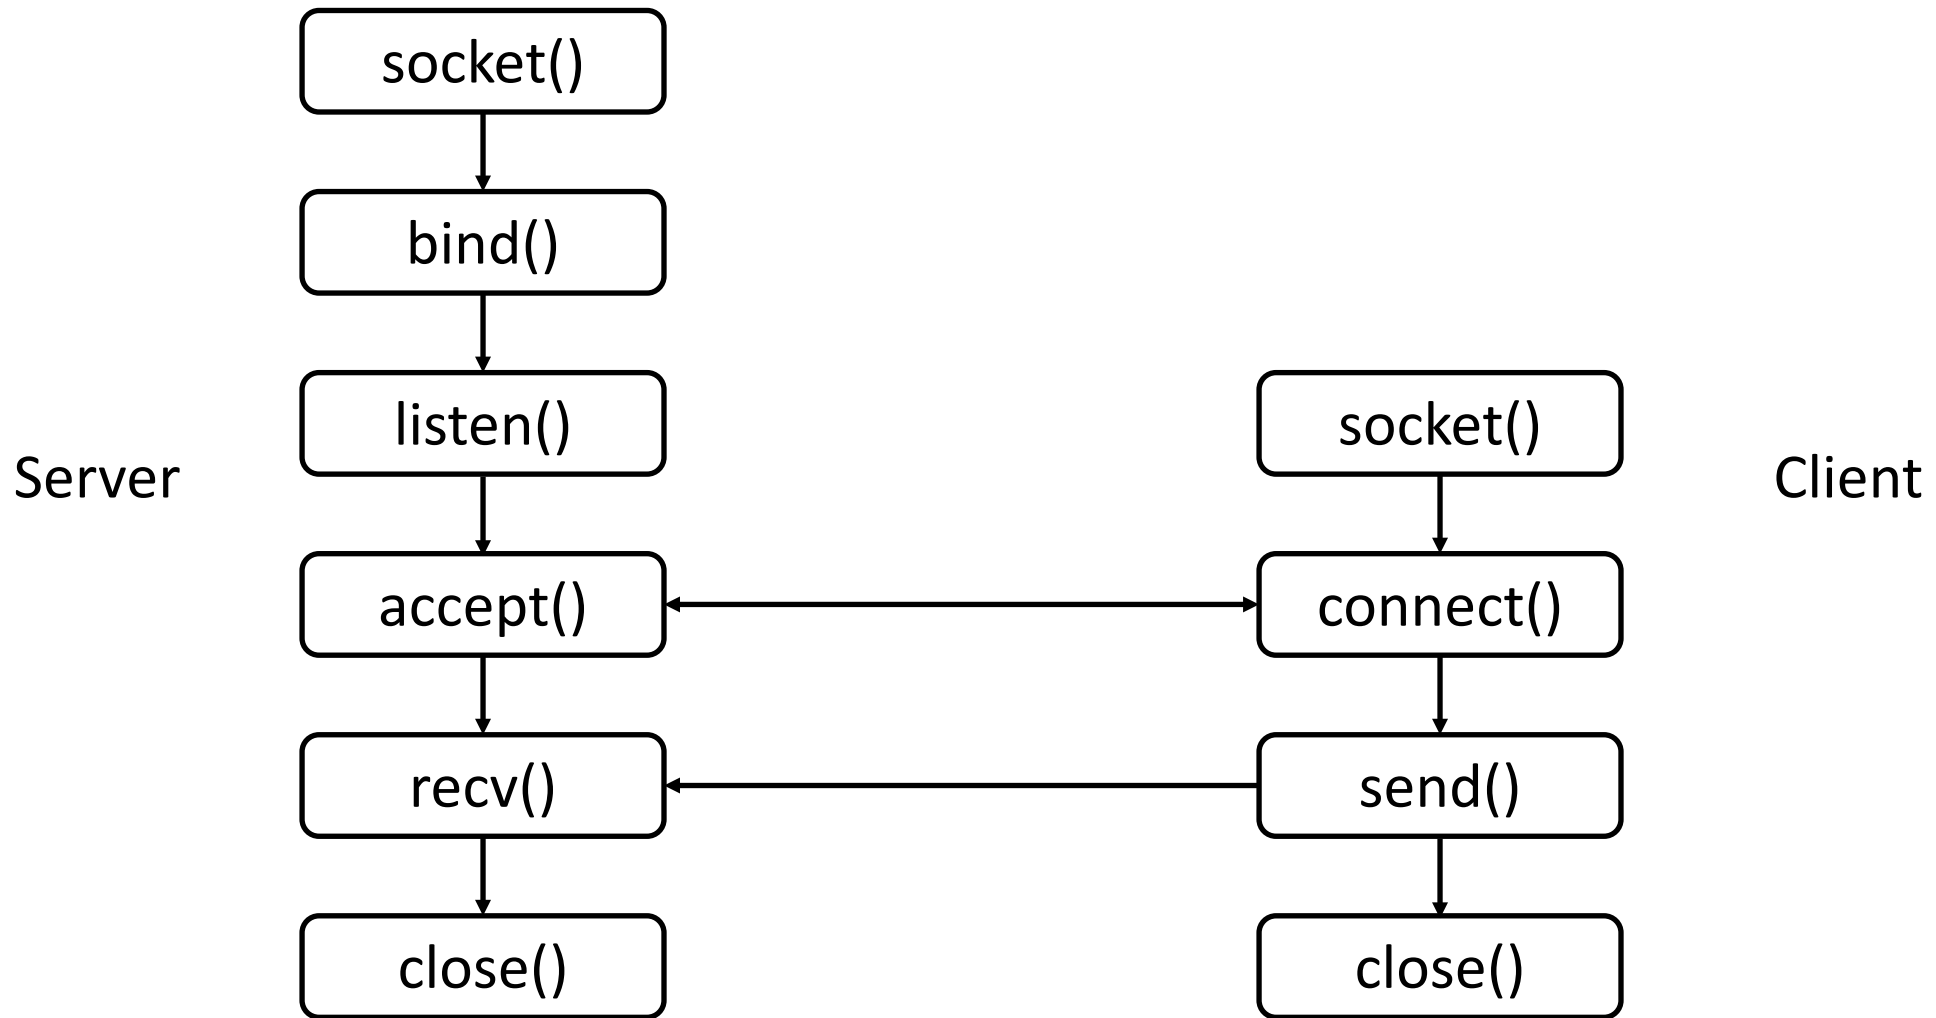 socket()
bind()
listen()
Server
accept()
recv()
close()
socket()
Client
connect()
send()
close()